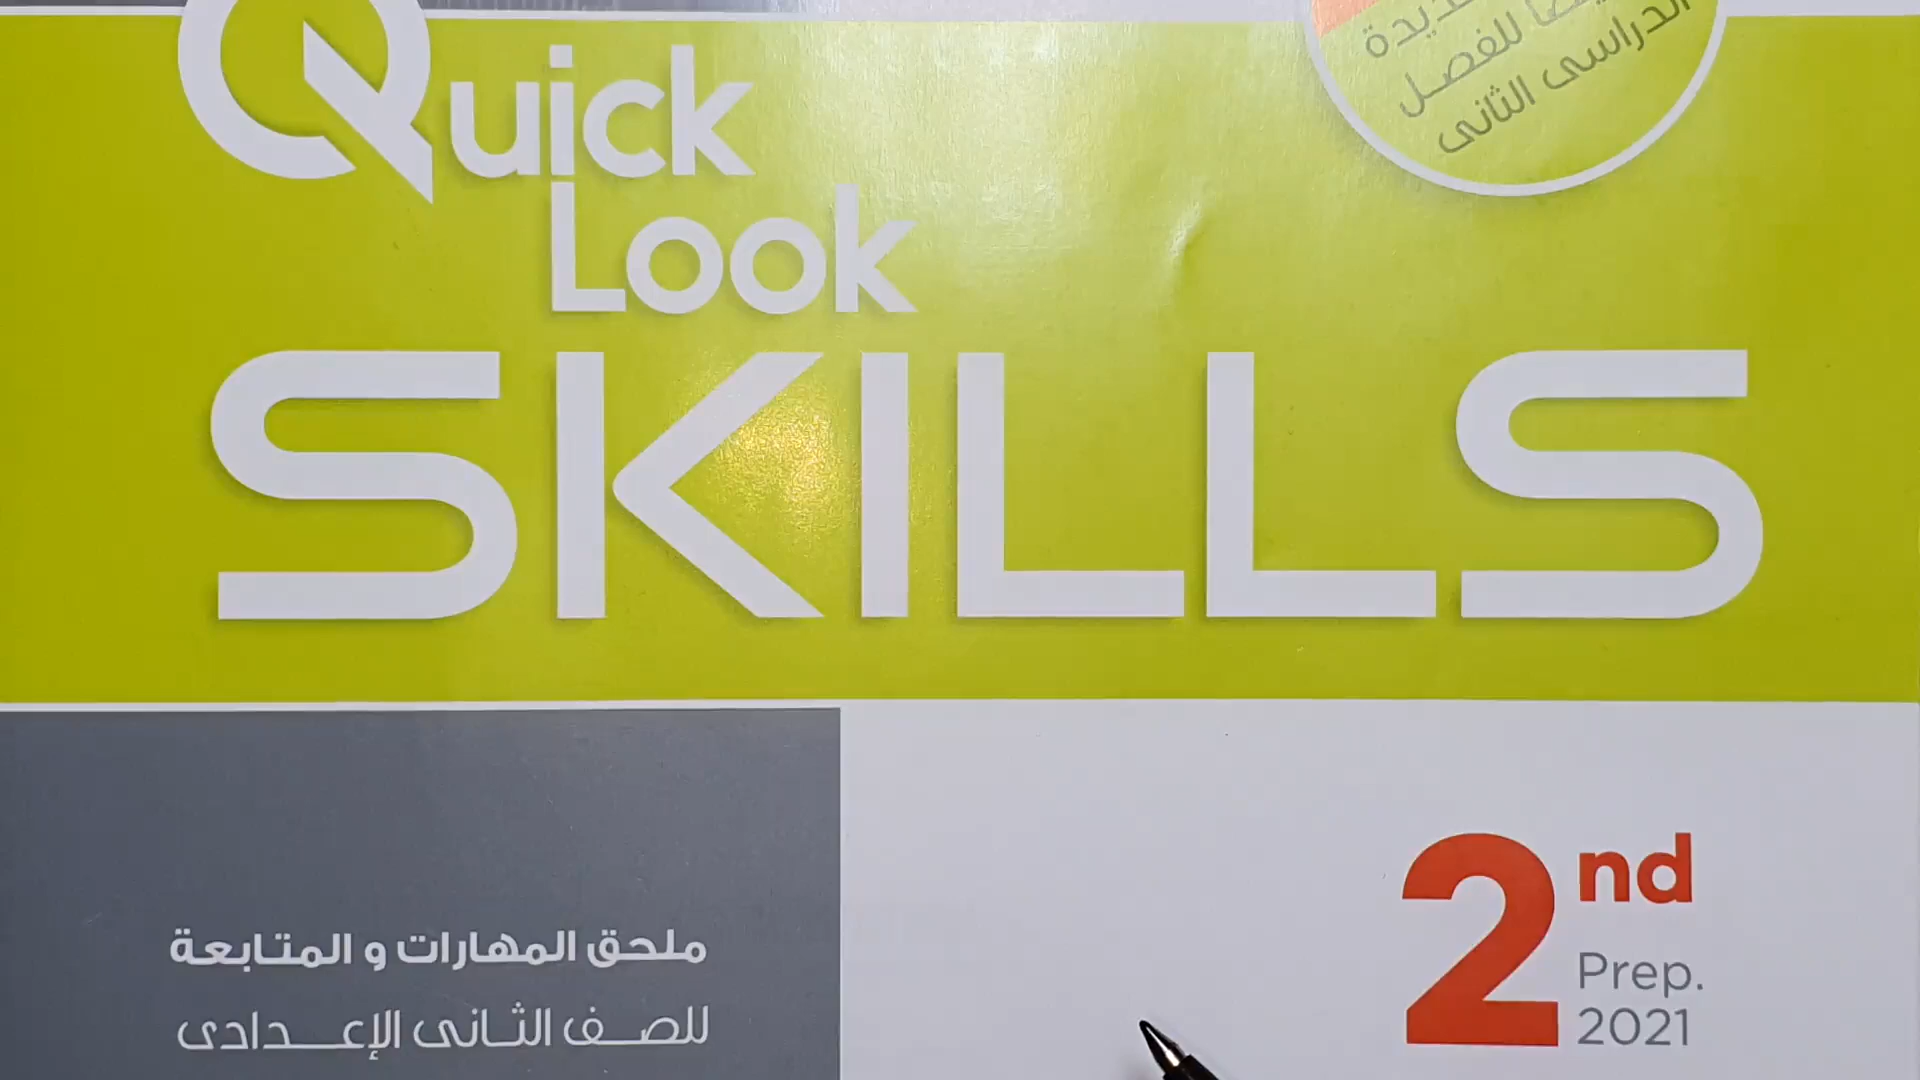 Quick
Look
SKILLS
للفصل
الدراسى الثانى
ملحق المهارات و المتابعة
للصف الثانى الإعدادى
2nd
Prep.
2021